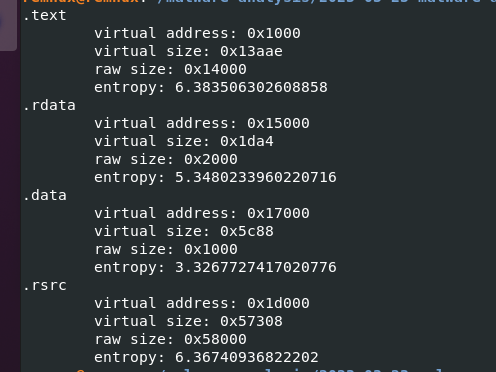 .text
virtual address: 0x1000
virtual size: 0x13aae
raw size: 0x14000
entropy: 6.383506302608858
.rdata
virtual address: 0x15000
virtual size: 0x1da4
raw size: 0x2000
entropy: 5.3480233960220716
.data
virtual address: 0x17000
virtual size: 0x5c88
raw size: 0x1000
entropy: 3.3267727417020776
.rsrc
virtual address: 0x1d000
virtual size: 0x57308
raw size: 0x58000
entropy: 6.36740936822202